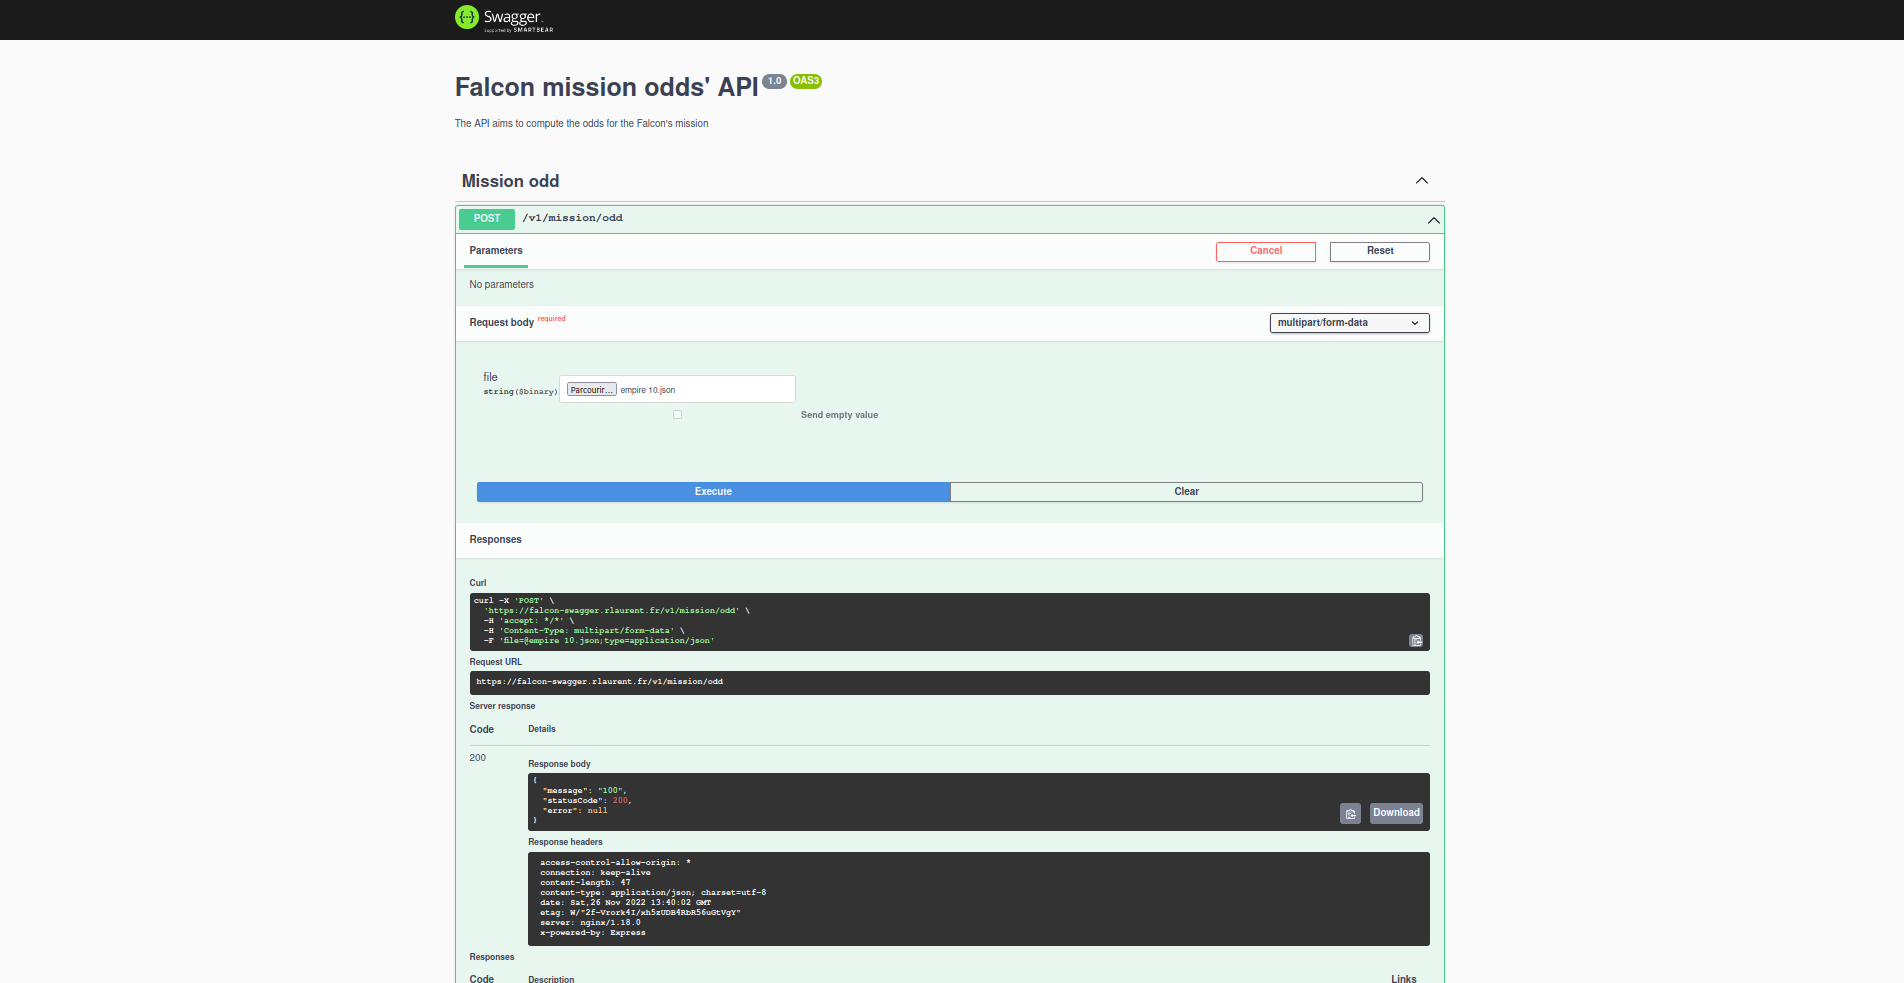 Swagger.
Supported by SMARTBEAR
Falcon mission odds' API 1.0 OAS3
The API aims to compute the odds for the Falcon's mission
Mission odd
POST /v1/mission/odd
Parameters
Cancel
Reset
No parameters
Request body required
multipart/form-data
file
string($binary)
Parcourir... empire 10.json
Send empty value
Execute
Clear
Responses
Curl
curl -X 'POST' \
'https://falcon-swagger.rlaurent.fr/v1/mission/odd' \
-H 'accept: */*' \
-H 'Content-Type: multipart/form-data' \
-F 'file=@empire 10.json;type=application/json'
Request URL
https://falcon-swagger.rlaurent.fr/v1/mission/odd
Server response
Code Details
200
Response body
{
"message": "100",
"statusCode": 200,
"error": null
}
Download
Response headers
access-control-allow-origin: *
connection: keep-alive
content-length: 47
content-type: application/json; charset=utf-8
date: Sat,26 Nov 2022 13:40:02 GMT
etag: W/"2f-Vrork4I/xh5zUDB4RbR56uGtVgY"
server: nginx/1.18.0
x-powered-by: Express
Responses
Code Description Links